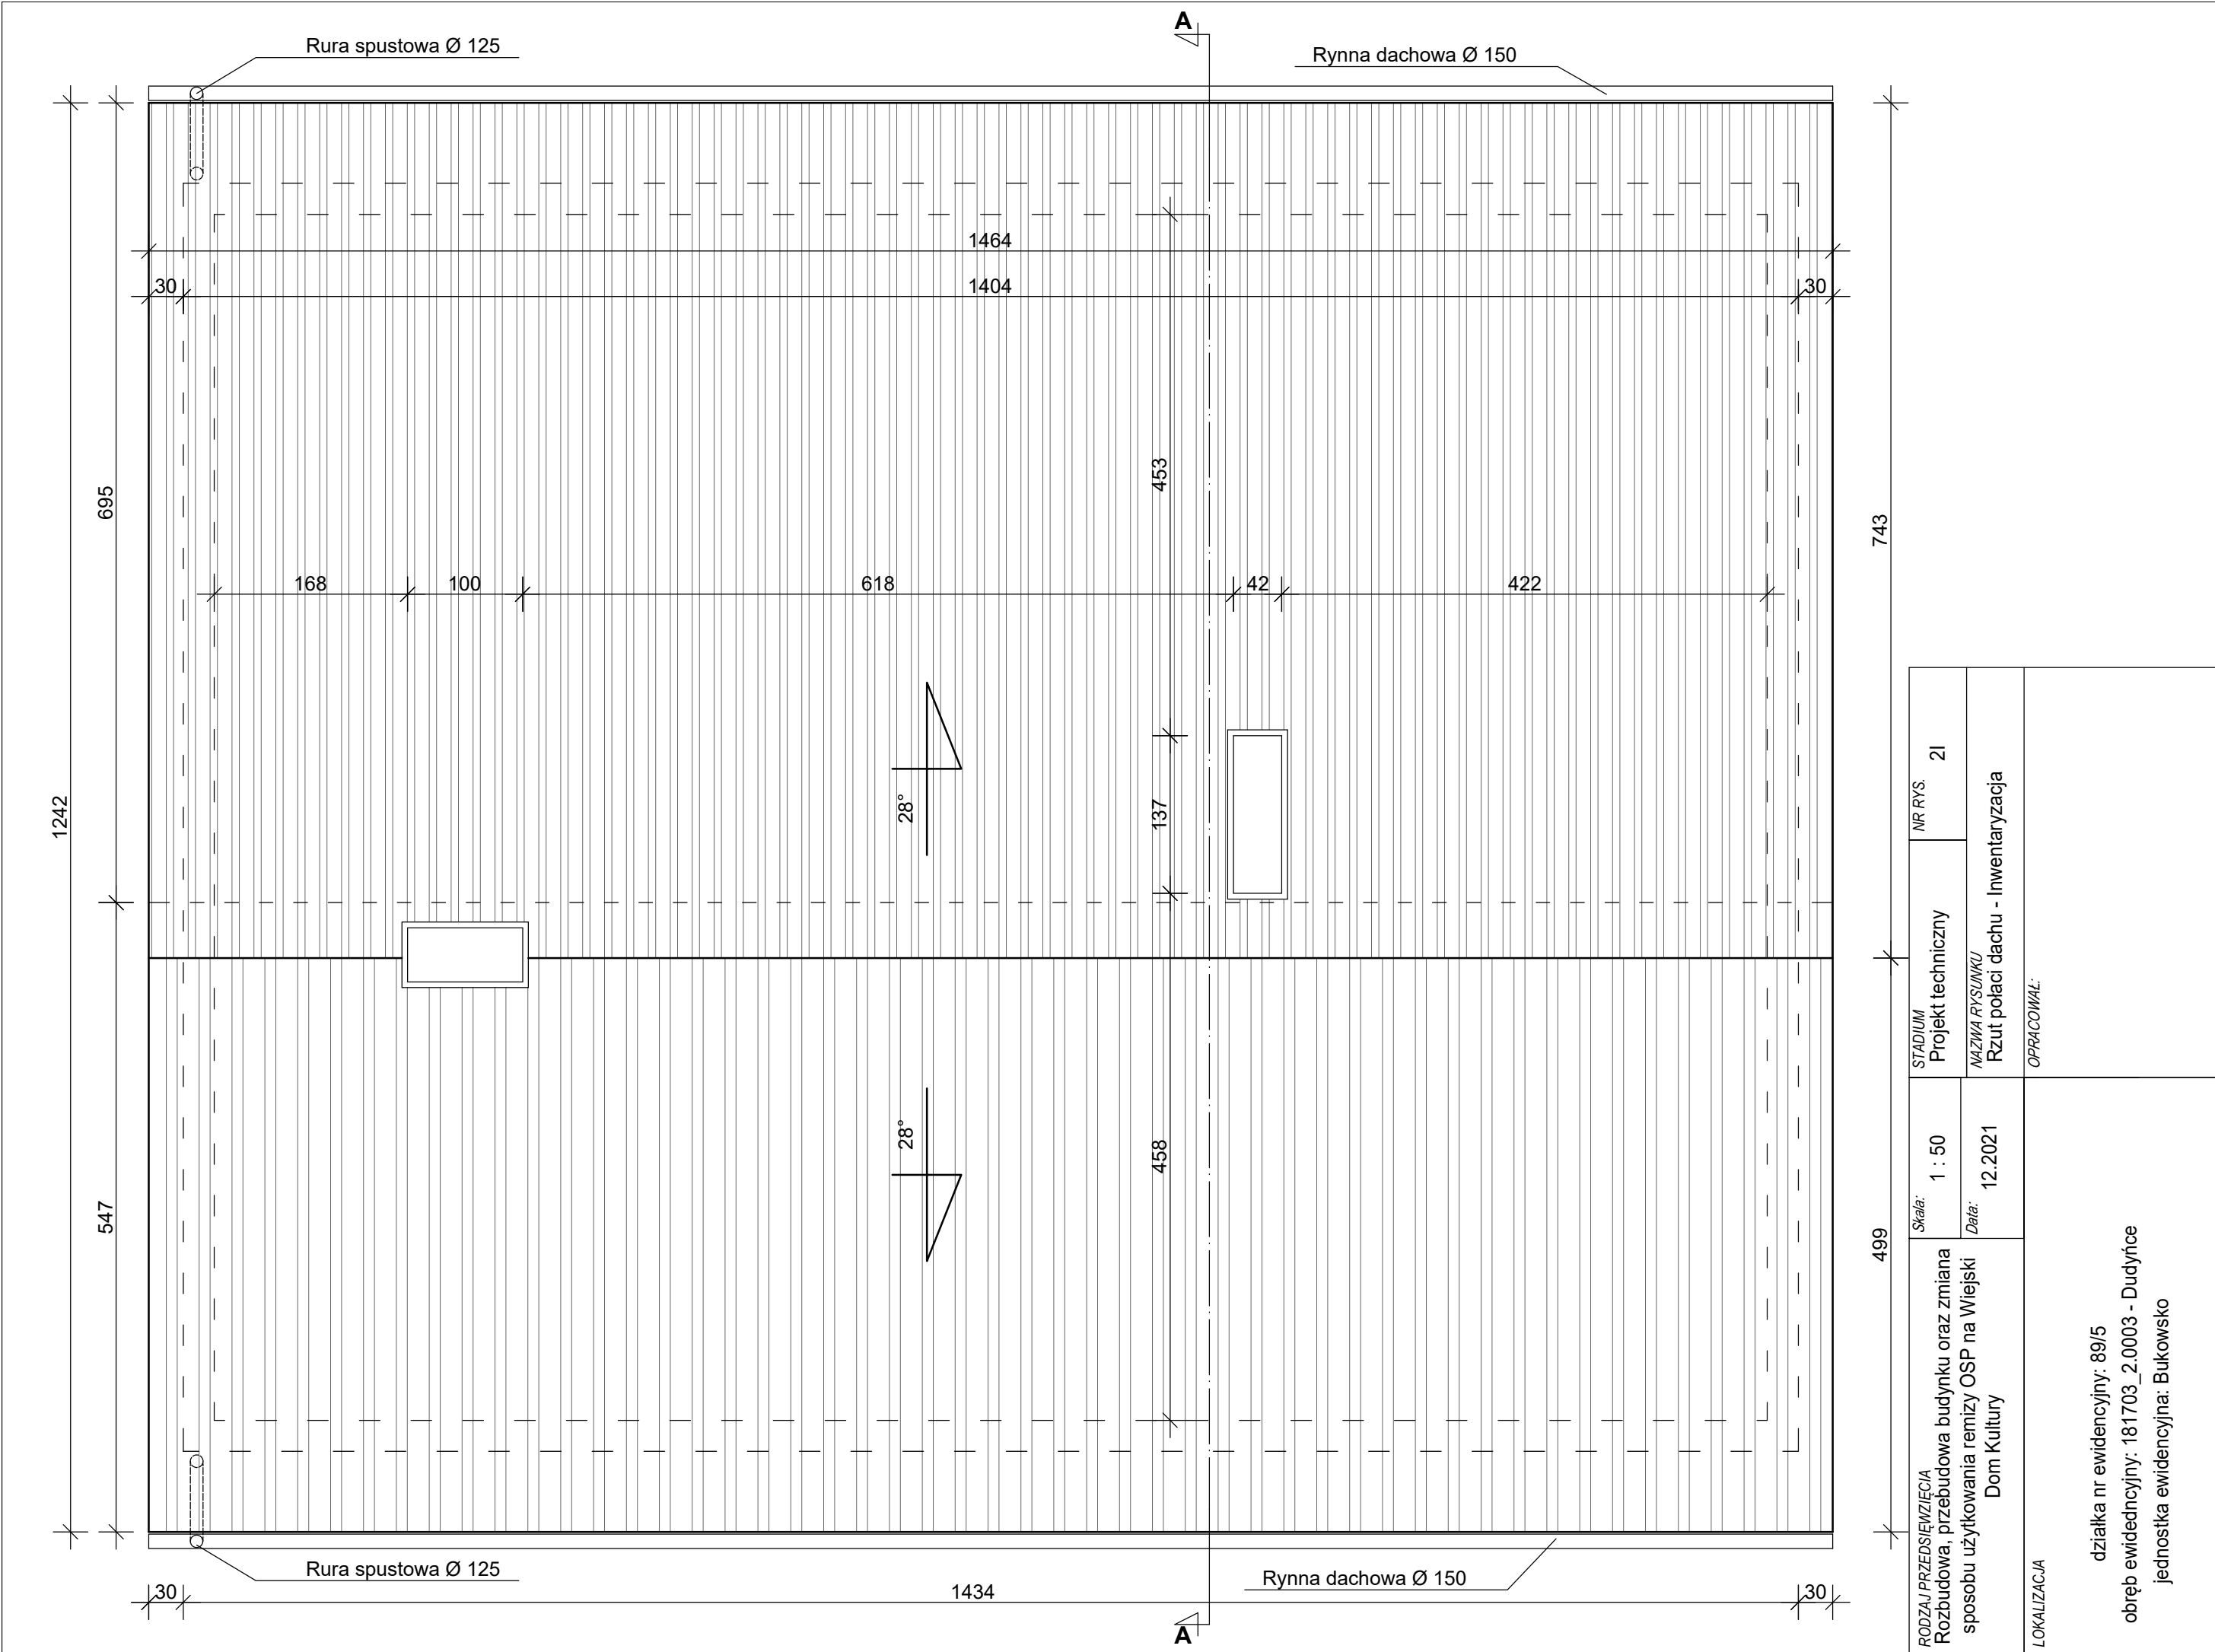 A
Rura spustowa Ø 125
Rynna dachowa Ø 150
1464
30
1404
30
453
695
743
168
100
618
42
422
1242
28°
137
28°
458
547
499
Rura spustowa Ø 125
Rynna dachowa Ø 150
30
1434
30
A
RODZAJ PRZEDSIĘWZIĘCIA
Rozbudowa, przebudowa budynku oraz zmiana
sposobu użytkowania remizy OSP na Wiejski
Dom Kultury
Skala:
1 : 50
Data:
12.2021
STADIUM
Projekt techniczny
NR RYS.
2I
NAZWA RYSUNKU
Rzut połaci dachu - Inwentaryzacja
LOKALIZACJA
działka nr ewidencyjny: 89/5
obręb ewidedncyjny: 181703_2.0003 - Dudyńce
jednostka ewidencyjna: Bukowsko
OPRACOWAŁ: